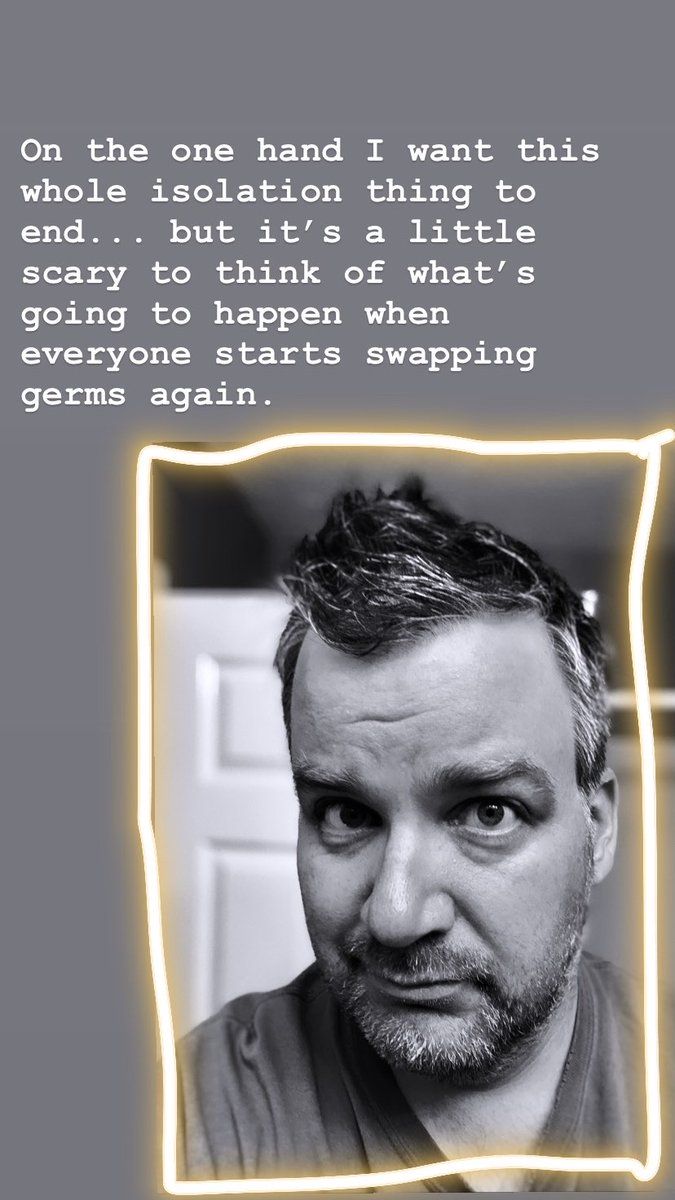 On the one hand I want this
whole isolation thing to
end... but it’s a little
scary to think of what’s
going to happen when
everyone starts swapping
germs again.